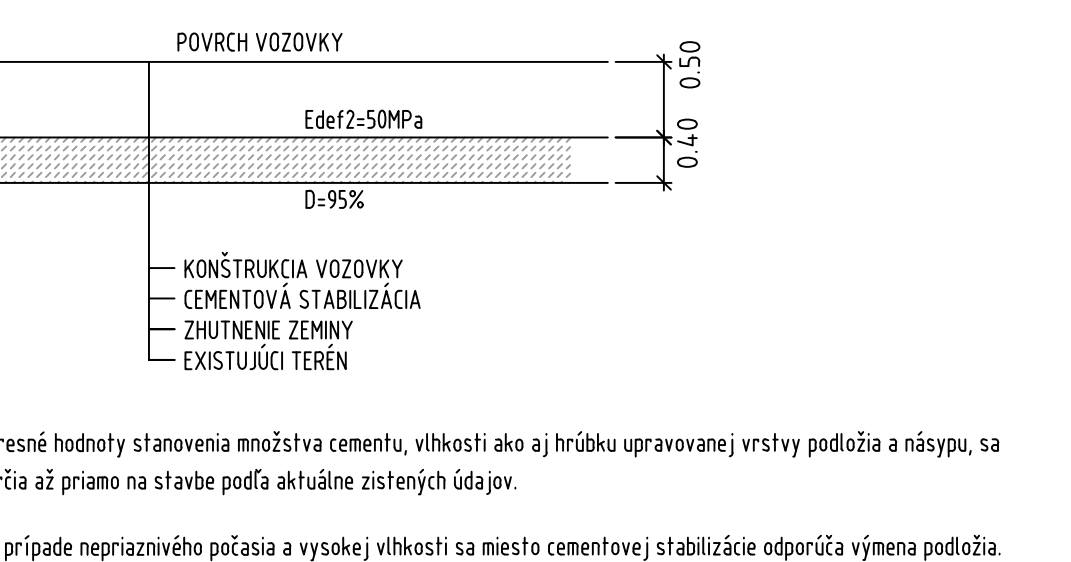 POVRCH VOZOVKY
0.50
Edef2=50MPa
0.40
D=95%
KONŠTRUKCIA VOZOVKY
CEMENTOVÁ STABILIZÁCIA
ZHUTNENIE ZEMINY
EXISTUJÚCI TERÉN
hodnoty stanovenia množstva cementu, vlhkosti ako aj hrúbku upravovanej vrstvy podložia a násypu, sa
až priamo na stavbe podľa aktuálne zistených údajov.
prípade nepriaznivého počasia a vysokej vlhkosti sa miesto cementovej stabilizácie odporúča výmena podložia.